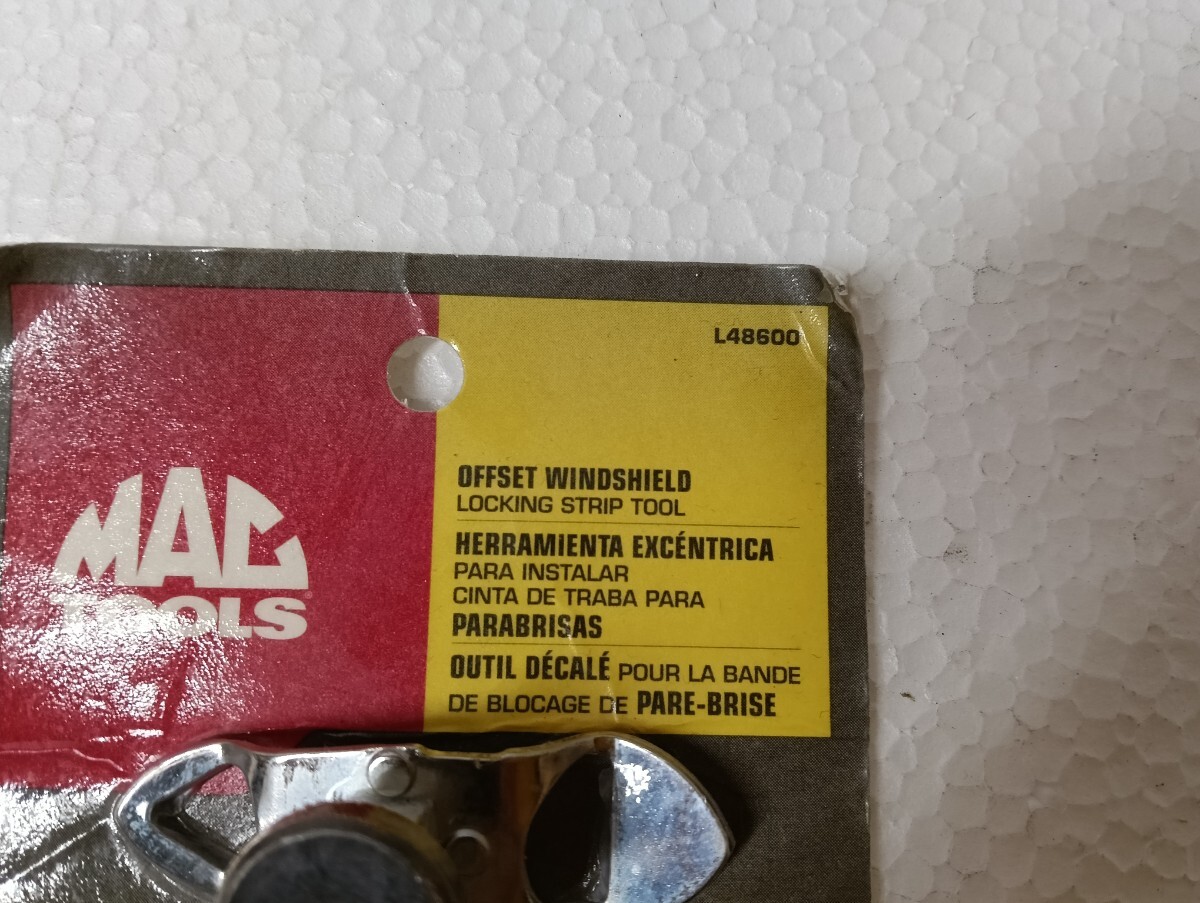 L48600
MAC
TOOLS
OFFSET WINDSHIELD
LOCKING STRIP TOOL
HERRAMIENTA EXCÉNTRICA
PARA INSTALAR
CINTA DE TRABA PARA
PARABRISAS
OUTIL DÉCALÉ POUR LA BANDE
DE BLOCAGE DE PARE-BRISE